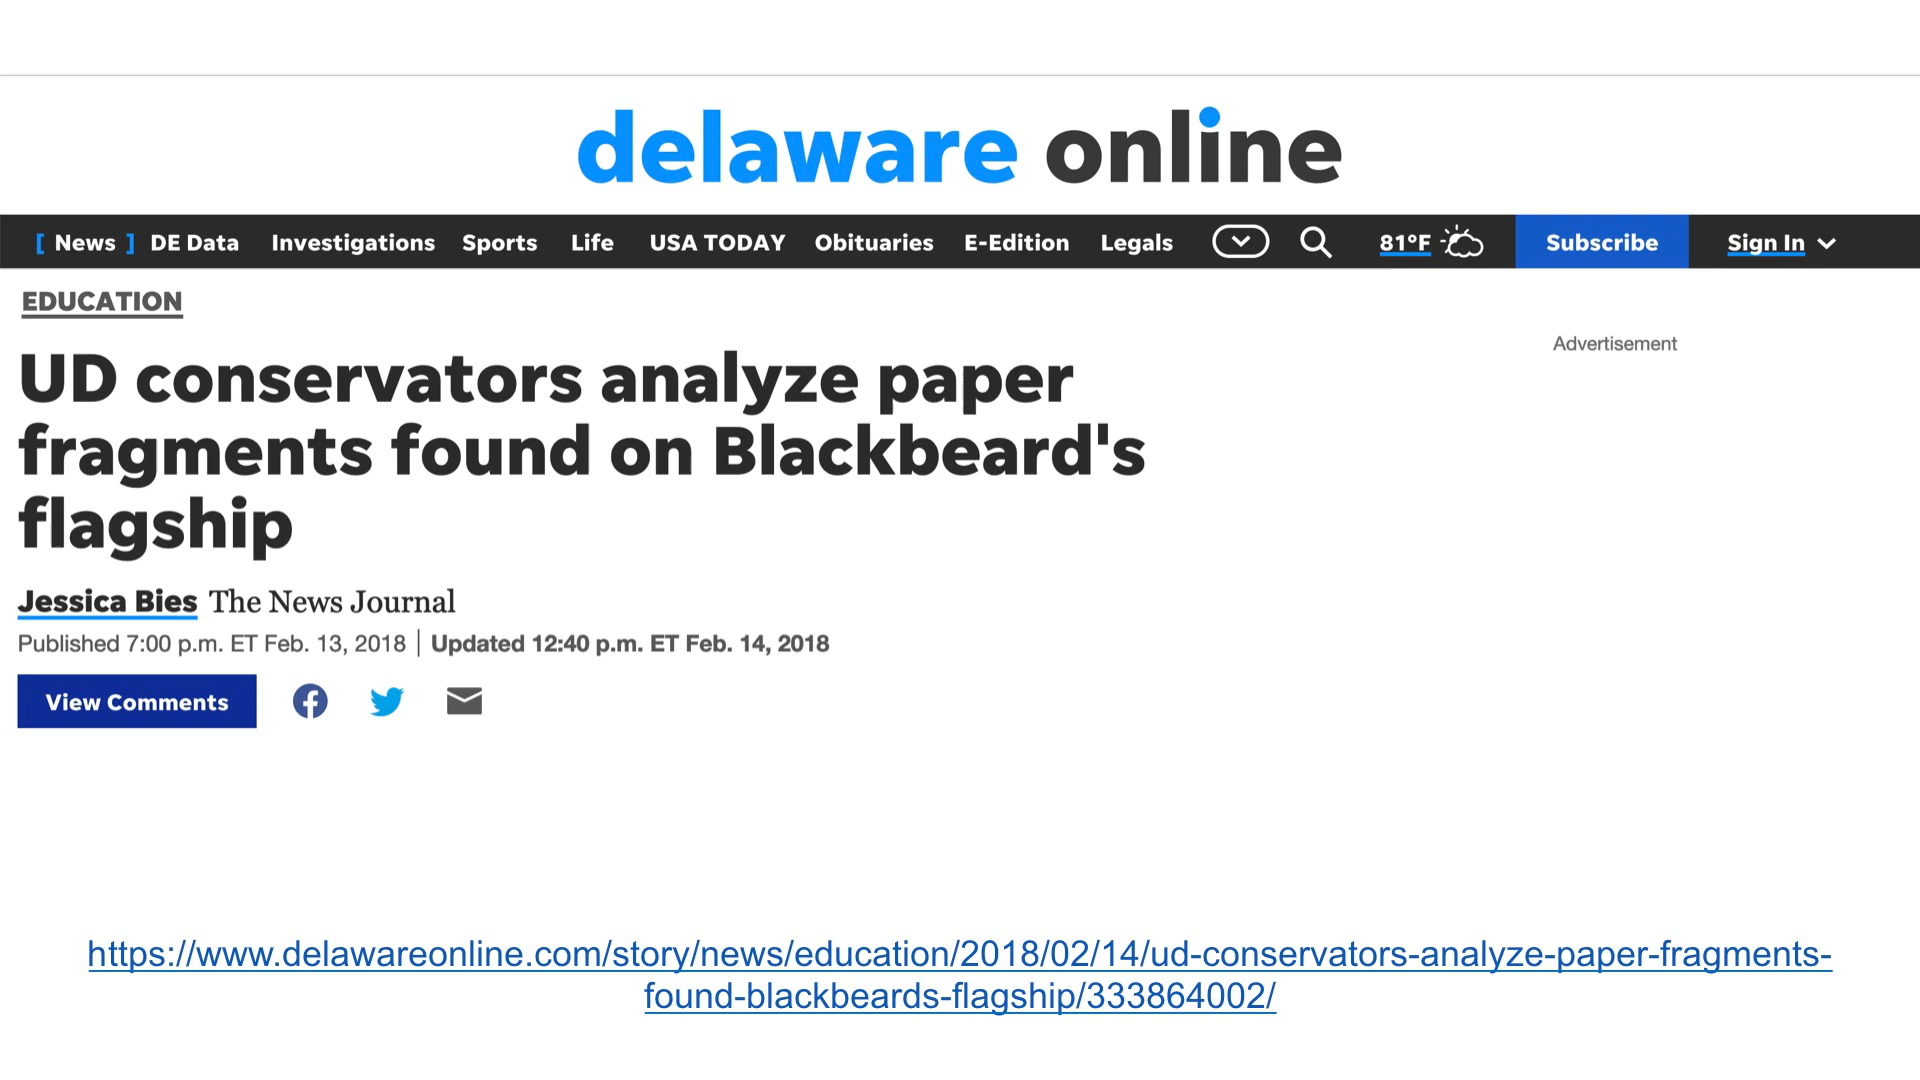 delaware online
[ News ] DE Data Investigations Sports Life USA TODAY Obituaries E-Edition Legals 81°F Subscribe Sign In
EDUCATION
Advertisement
UD conservators analyze paper
fragments found on Blackbeard's
flagship
Jessica Bies The News Journal
Published 7:00 p.m. ET Feb. 13, 2018 | Updated 12:40 p.m. ET Feb. 14, 2018
View Comments
https://www.delawareonline.com/story/news/education/2018/02/14/ud-conservators-analyze-paper-fragments-
found-blackbeards-flagship/333864002/